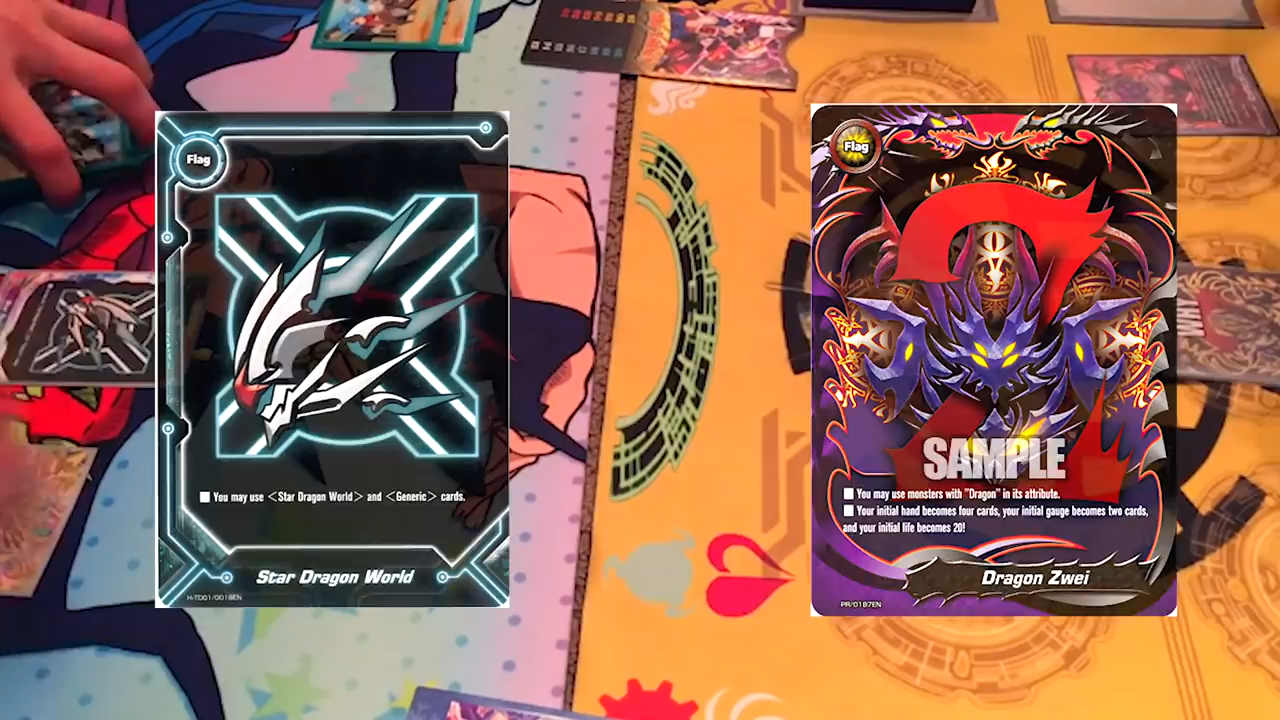 Flag
■ You may use <Star Dragon World> and <Generic> cards.
Star Dragon World
H-TD01/0018EN
Flag
SAMPLE
■ You may use monsters with "Dragon" in its attribute.
■ Your initial hand becomes four cards, your initial gauge becomes two cards,
and your initial life becomes 20!
Dragon Zwei
PR/0187EN